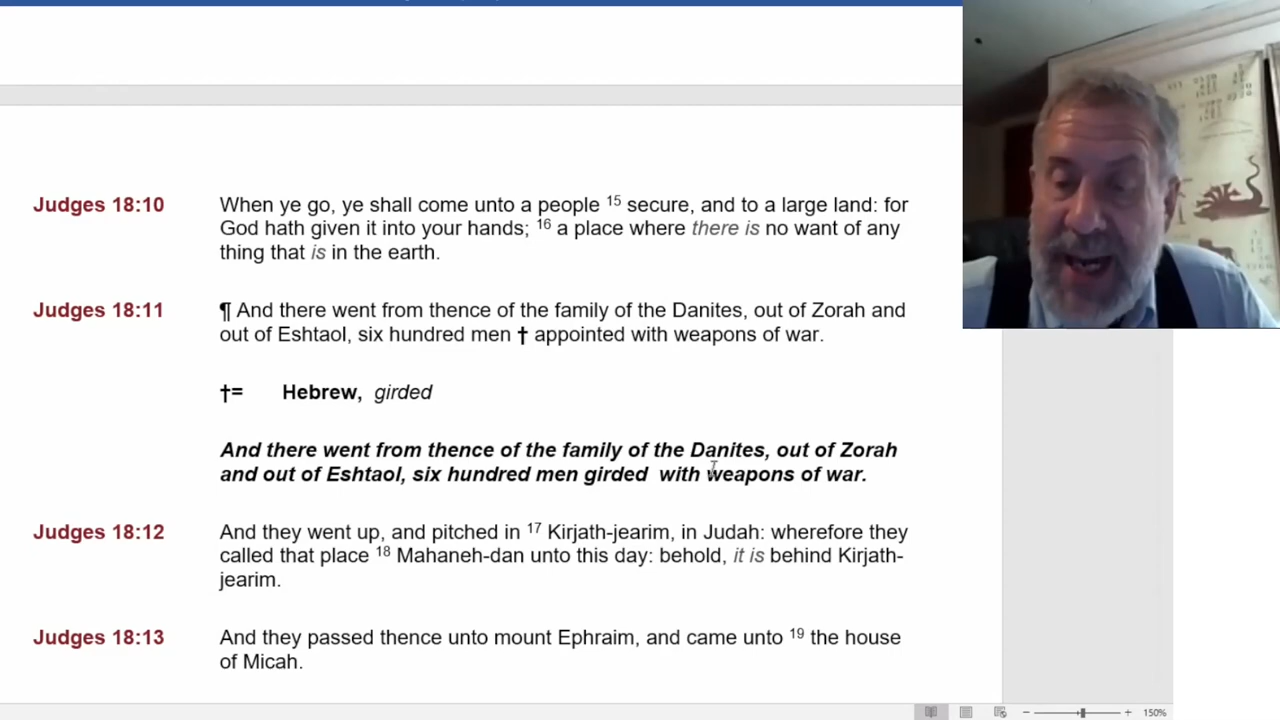 Judges 18:10 When ye go, ye shall come unto a people 15 secure, and to a large land: for
God hath given it into your hands; 16 a place where there is no want of any
thing that is in the earth.
Judges 18:11 ¶ And there went from thence of the family of the Danites, out of Zorah and
out of Eshtaol, six hundred men † appointed with weapons of war.
†= Hebrew, girded
And there went from thence of the family of the Danites, out of Zorah
and out of Eshtaol, six hundred men girded with weapons of war.
Judges 18:12 And they went up, and pitched in 17 Kirjath-jearim, in Judah: wherefore they
called that place 18 Mahaneh-dan unto this day: behold, it is behind Kirjath-
jearim.
Judges 18:13 And they passed thence unto mount Ephraim, and came unto 19 the house
of Micah.
150%